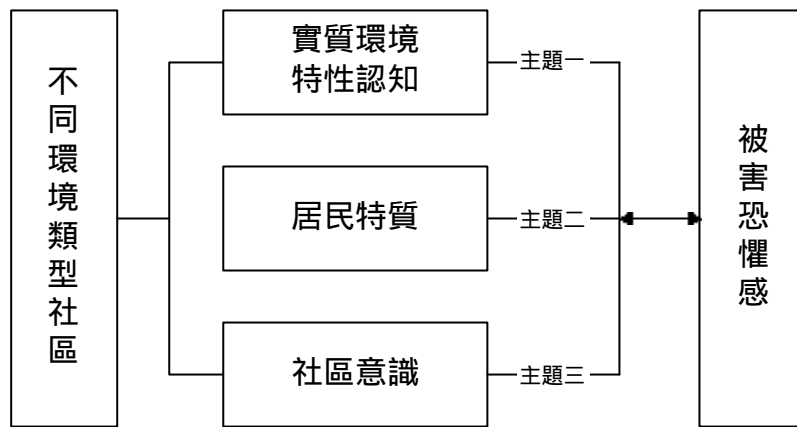 不同環境類型社區
實質環境
特性認知
主題一
居民特質
主題二
社區意識
主題三
被害恐懼感